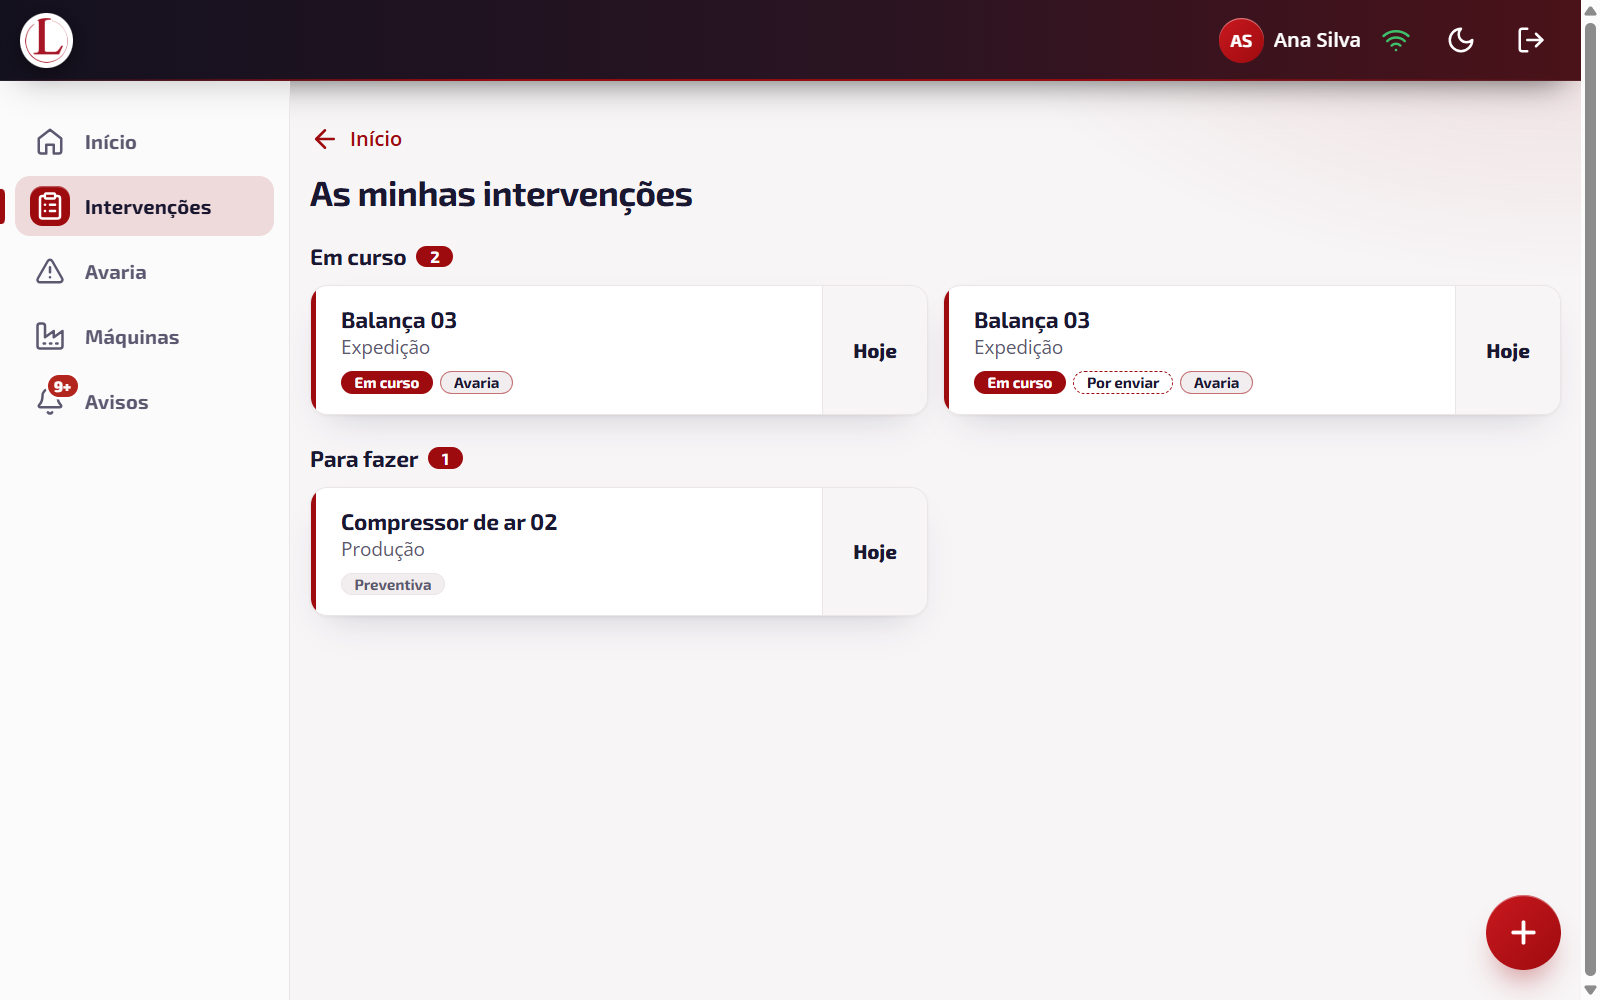 L
AS Ana Silva
Início
Intervenções
Avaria
Máquinas
9+
Avisos
Início
As minhas intervenções
Em curso 2
Balança 03
Expedição
Em curso Avaria
Hoje
Balança 03
Expedição
Em curso Por enviar Avaria
Hoje
Para fazer 1
Compressor de ar 02
Produção
Preventiva
Hoje